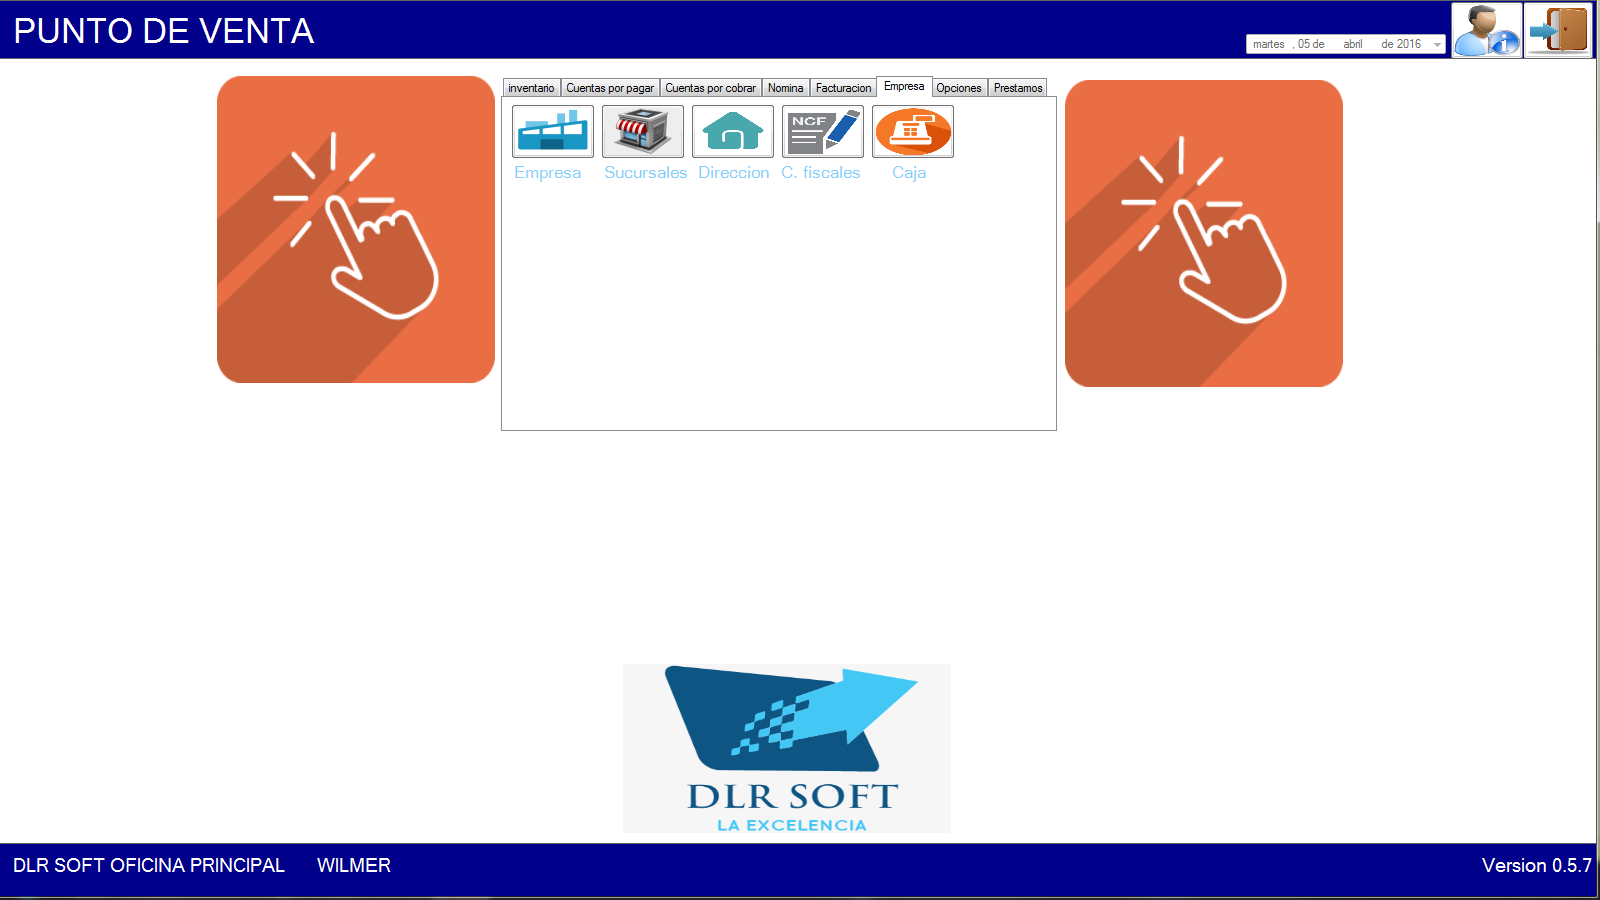 PUNTO DE VENTA
martes , 05 de abril de 2016
inventario Cuentas por pagar Cuentas por cobrar Nomina Facturacion Empresa Opciones Prestamos
NCF
Empresa Sucursales Direccion C. fiscales Caja
DLR SOFT
LA EXCELENCIA
DLR SOFT OFICINA PRINCIPAL WILMER Version 0.5.7